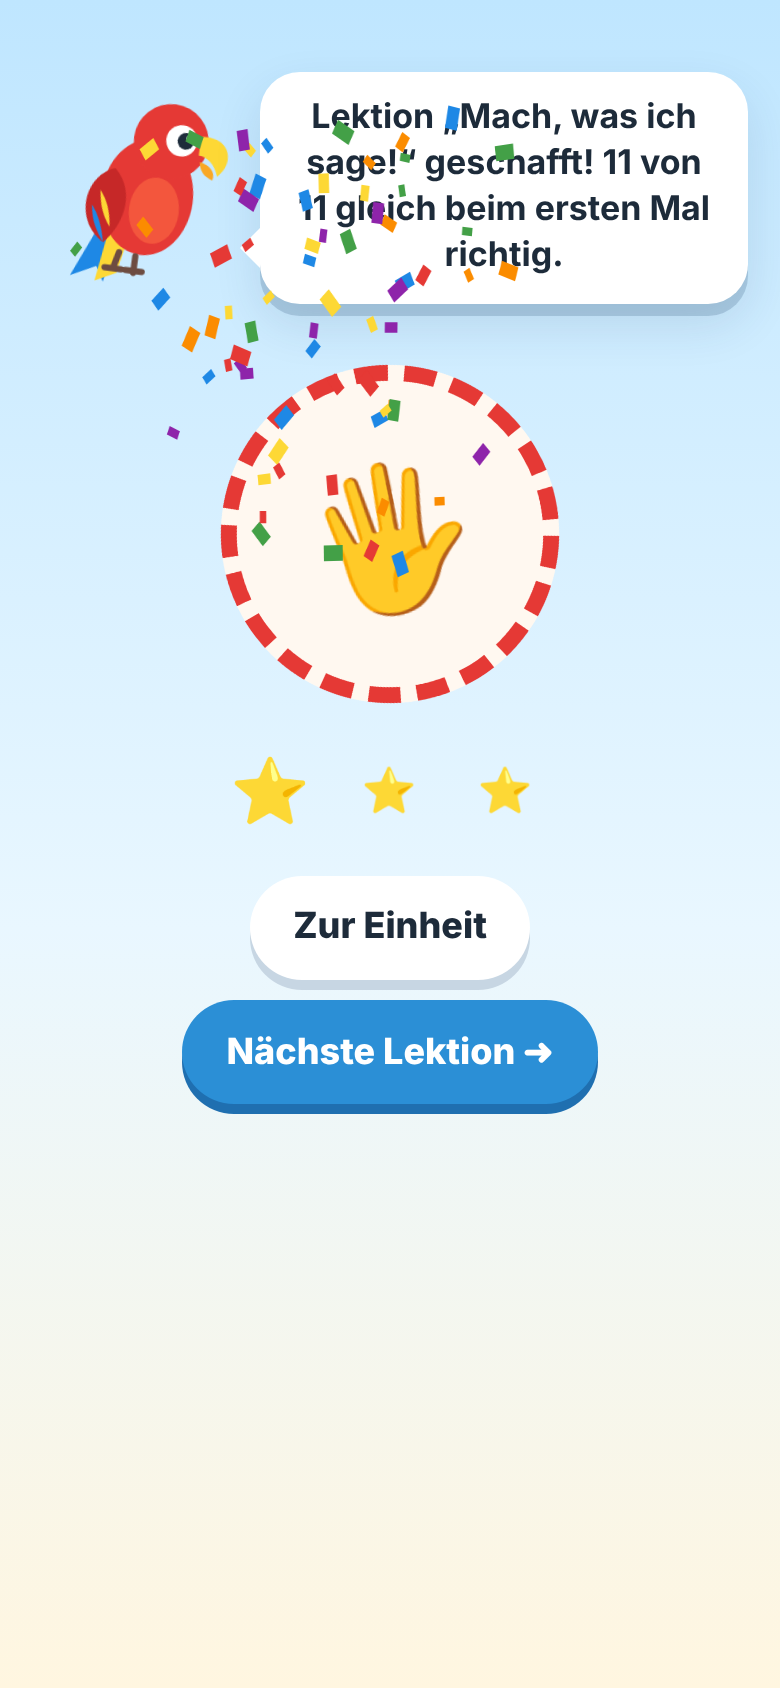 Lektion „Mach, was ich
sage!“ geschafft! 11 von
11 gleich beim ersten Mal
richtig.
Zur Einheit
Nächste Lektion ➜